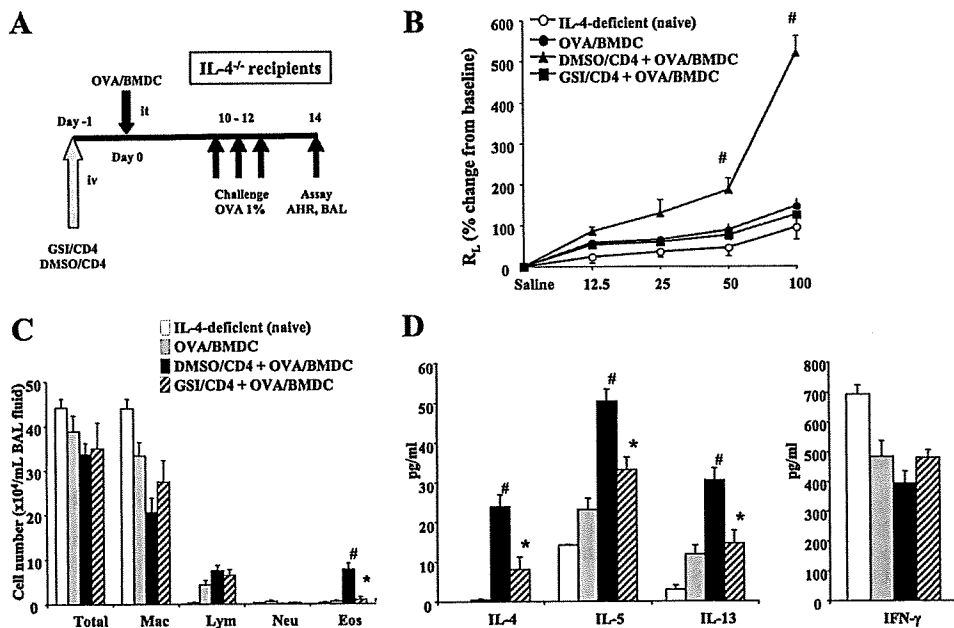 A
OVA/BMDC
IL-4-/- recipients
Day -1
it
10 - 12
14
Day 0
iv
Challenge
OVA 1%
Assay
AHR, BAL
GSI/CD4
DMSO/CD4
B
IL-4-deficient (naive)
OVA/BMDC
DMSO/CD4 + OVA/BMDC
GSI/CD4 + OVA/BMDC
#
#
RL (% change from baseline)
600
500
400
300
200
100
0
Saline
12.5
25
50
100
C
IL-4-deficient (naive)
OVA/BMDC
DMSO/CD4 + OVA/BMDC
GSI/CD4 + OVA/BMDC
Cell number (x10⁴/mL BAL fluid)
50
40
30
20
10
0
#
*
Total
Mac
Lym
Neu
Eos
D
pg/ml
60
40
20
0
#
#
*
#
*
*
IL-4
IL-5
IL-13
pg/ml
800
700
600
500
400
300
200
100
000
IFN-γ